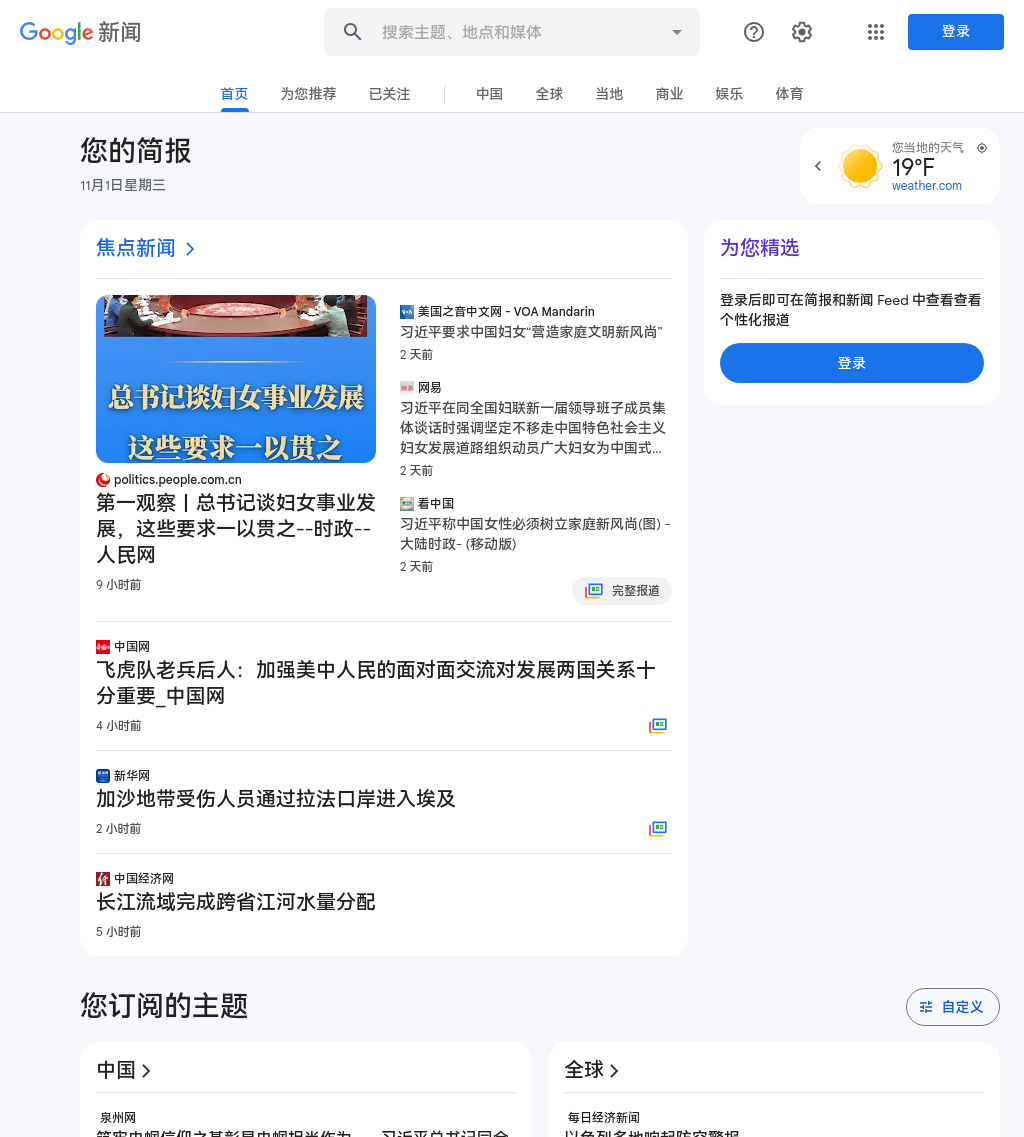 Google 新闻
搜索主题、地点和媒体
登录
首页
为您推荐
已关注
中国
全球
当地
商业
娱乐
体育
您的简报
11月1日星期三
您当地的天气
19°F
weather.com
焦点新闻
总书记谈妇女事业发展
这些要求一以贯之
politics.people.com.cn
第一观察丨总书记谈妇女事业发
展，这些要求一以贯之--时政--
人民网
9 小时前
美国之音中文网 - VOA Mandarin
习近平要求中国妇女“营造家庭文明新风尚”
2 天前
网易
习近平在同全国妇联新一届领导班子成员集
体谈话时强调坚定不移走中国特色社会主义
妇女发展道路组织动员广大妇女为中国式...
2 天前
看中国
习近平称中国女性必须树立家庭新风尚(图) -
大陆时政- (移动版)
2 天前
完整报道
中国网
飞虎队老兵后人：加强美中人民的面对面交流对发展两国关系十
分重要_中国网
4 小时前
新华网
加沙地带受伤人员通过拉法口岸进入埃及
2 小时前
中国经济网
长江流域完成跨省江河水量分配
5 小时前
为您精选
登录后即可在简报和新闻 Feed 中查看查看
个性化报道
登录
您订阅的主题
自定义
中国
泉州网
全球
每日经济新闻
以色列多地响起防空警报